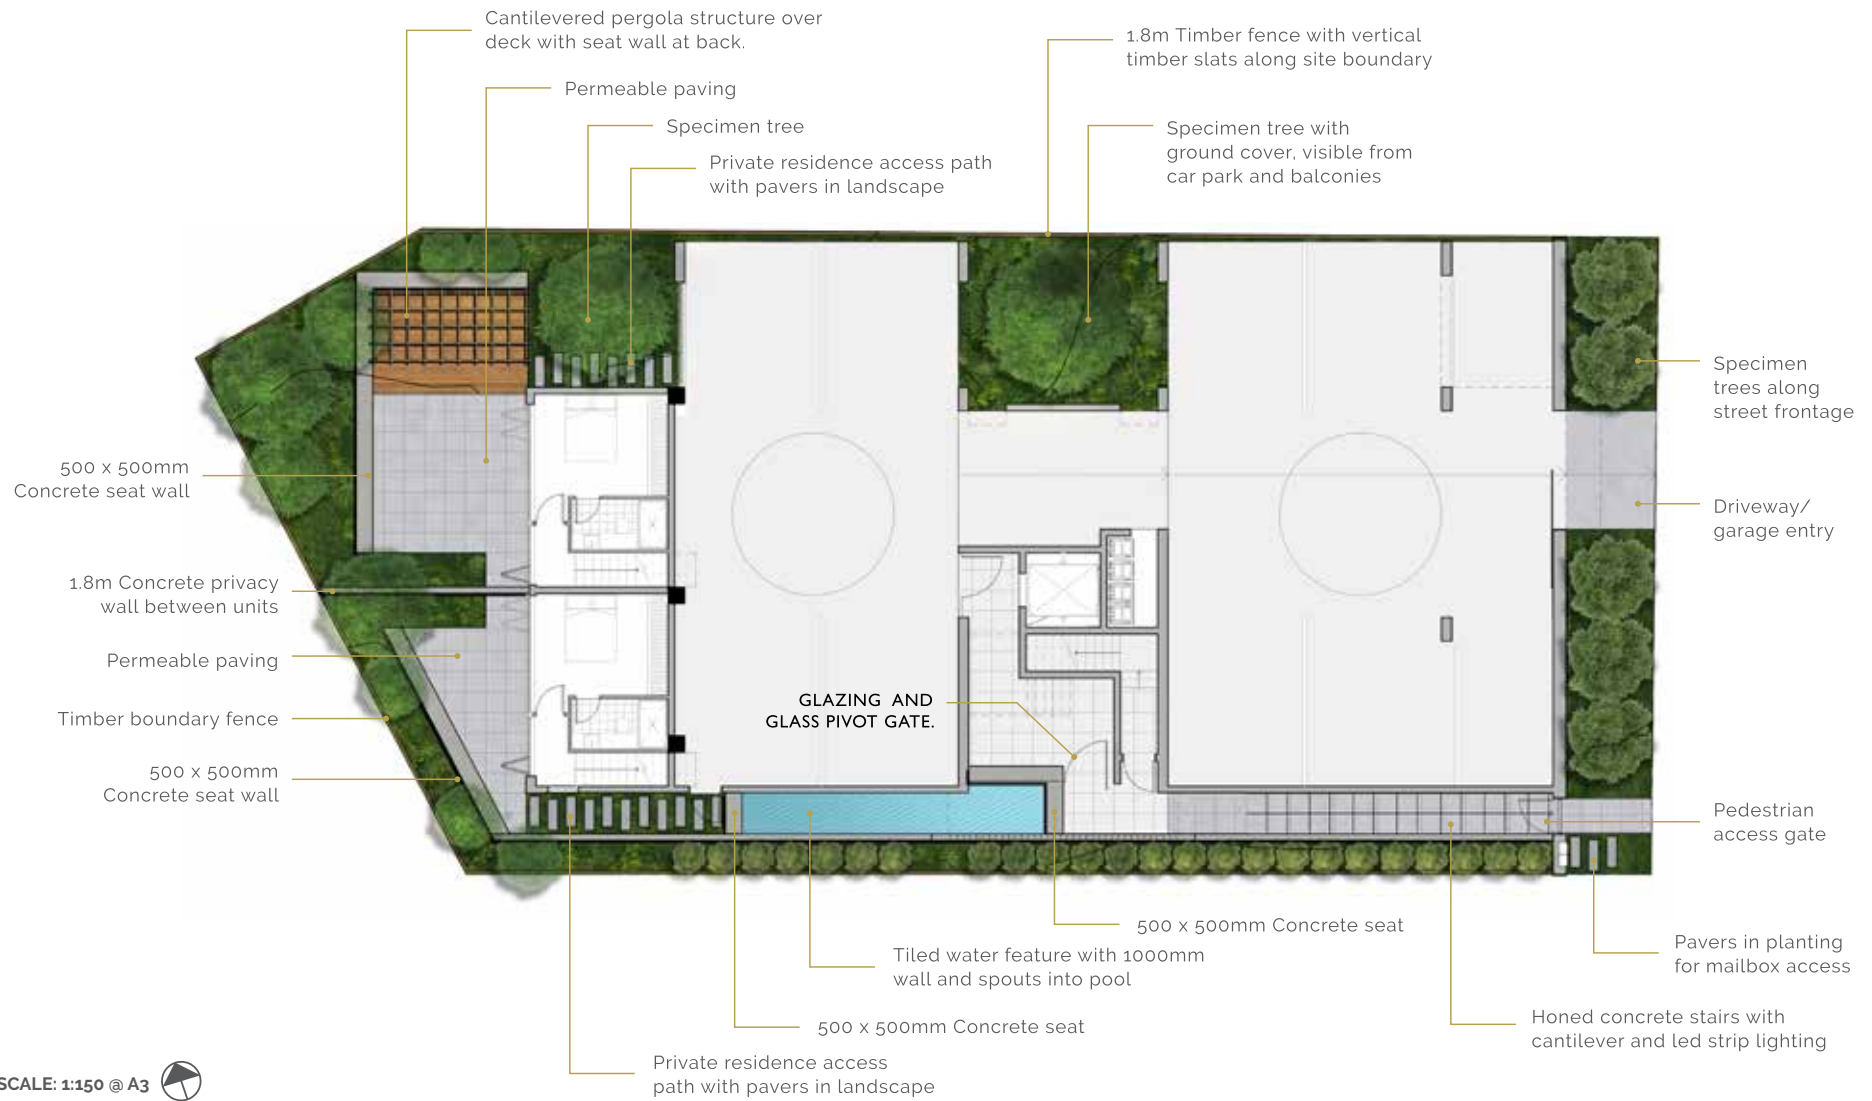 Cantilevered pergola structure over
deck with seat wall at back.
1.8m Timber fence with vertical
timber slats along site boundary
Permeable paving
Specimen tree
Specimen tree with
ground cover, visible from
car park and balconies
Private residence access path
with pavers in landscape
Specimen
trees along
street frontage
500 x 500mm
Concrete seat wall
Driveway/
garage entry
1.8m Concrete privacy
wall between units
Permeable paving
GLAZING AND
GLASS PIVOT GATE.
Timber boundary fence
500 x 500mm
Concrete seat wall
Pedestrian
access gate
500 x 500mm Concrete seat
Tiled water feature with 1000mm
wall and spouts into pool
Pavers in planting
for mailbox access
500 x 500mm Concrete seat
Honed concrete stairs with
cantilever and led strip lighting
Private residence access
path with pavers in landscape
SCALE: 1:150 @ A3